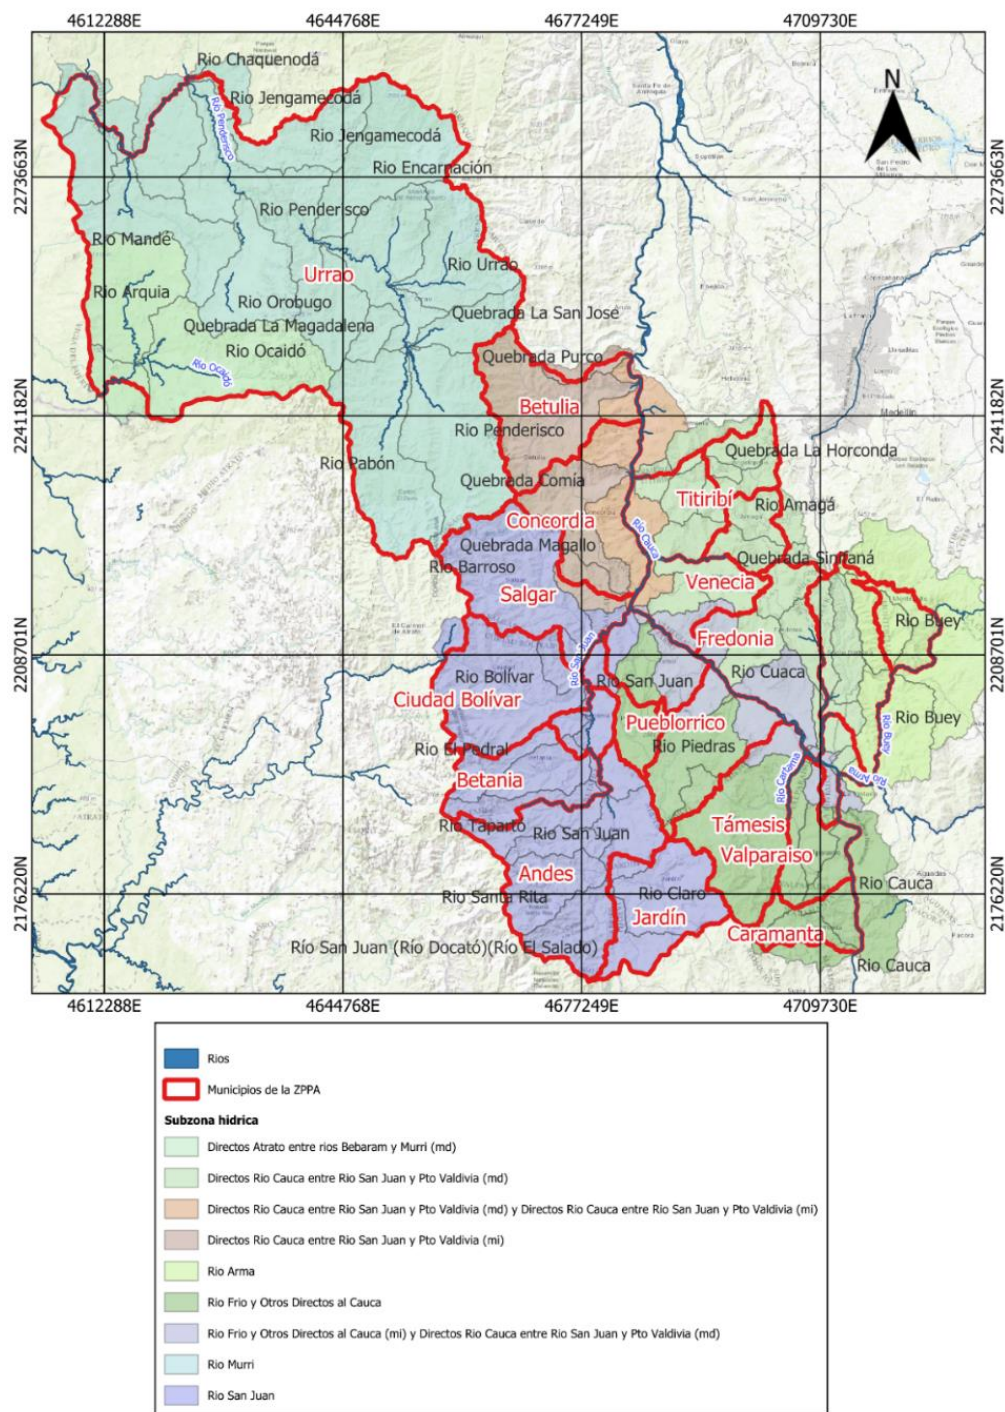 4612288E 4644768E 4677249E 4709730E
N
Rio Chaquenodá
Rio Jengamecodá
Rio Penderisco
Rio Jengamecodá
2273663N 2273663N
Rio Encarnación
Rio Penderisco
Rio Mandé
Urrao
Rio Urrao
Rio Arquia
Rio Orobugo
Quebrada La San José
Quebrada La Magadalena
Rio Ocaidó
Quebrada Purco
Rio Ocaidó
Betulia
Medellín
2241182N 2241182N
Rio Penderisco
Quebrada La Horconda
Rio Pabón
Quebrada Comía
Titiribí
Rio Amagá
Concordia
Rio Cauca
Quebrada Magallo
Quebrada Sinifaná
Rio Barroso
Venecia
Salgar
Rio Buey
Fredonia
2208701N 2208701N
Rio San Juan
Rio Bolívar
Rio San Juan
Rio Cuaca
Ciudad Bolívar
Pueblorrico
Rio Buey
Rio Buey
Rio El Pedral
Rio Piedras
Betania
Rio Cartama
Rio Arma
Rio Taparto
Rio San Juan
Támesis
Valparaiso
Andes
Rio Cauca
2176220N 2176220N
Rio Santa Rita
Rio Claro
Jardín
Caramanta
Río San Juan (Río Docató)(Río El Salado)
Rio Cauca
4612288E 4644768E 4677249E 4709730E
Rios
Municipios de la ZPPA
Subzona hidrica
Directos Atrato entre rios Bebaram y Murri (md)
Directos Rio Cauca entre Rio San Juan y Pto Valdivia (md)
Directos Rio Cauca entre Rio San Juan y Pto Valdivia (md) y Directos Rio Cauca entre Rio San Juan y Pto Valdivia (mi)
Directos Rio Cauca entre Rio San Juan y Pto Valdivia (mi)
Rio Arma
Rio Frio y Otros Directos al Cauca
Rio Frio y Otros Directos al Cauca (mi) y Directos Rio Cauca entre Rio San Juan y Pto Valdivia (md)
Rio Murri
Rio San Juan